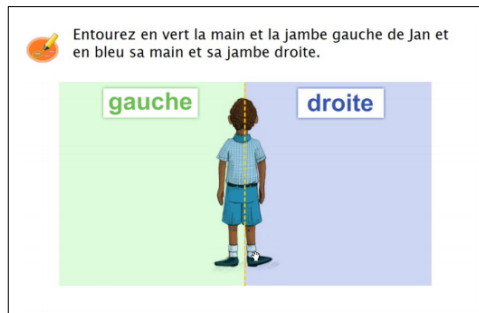 Entourez en vert la main et la jambe gauche de Jan et
en bleu sa main et sa jambe droite.
gauche
droite